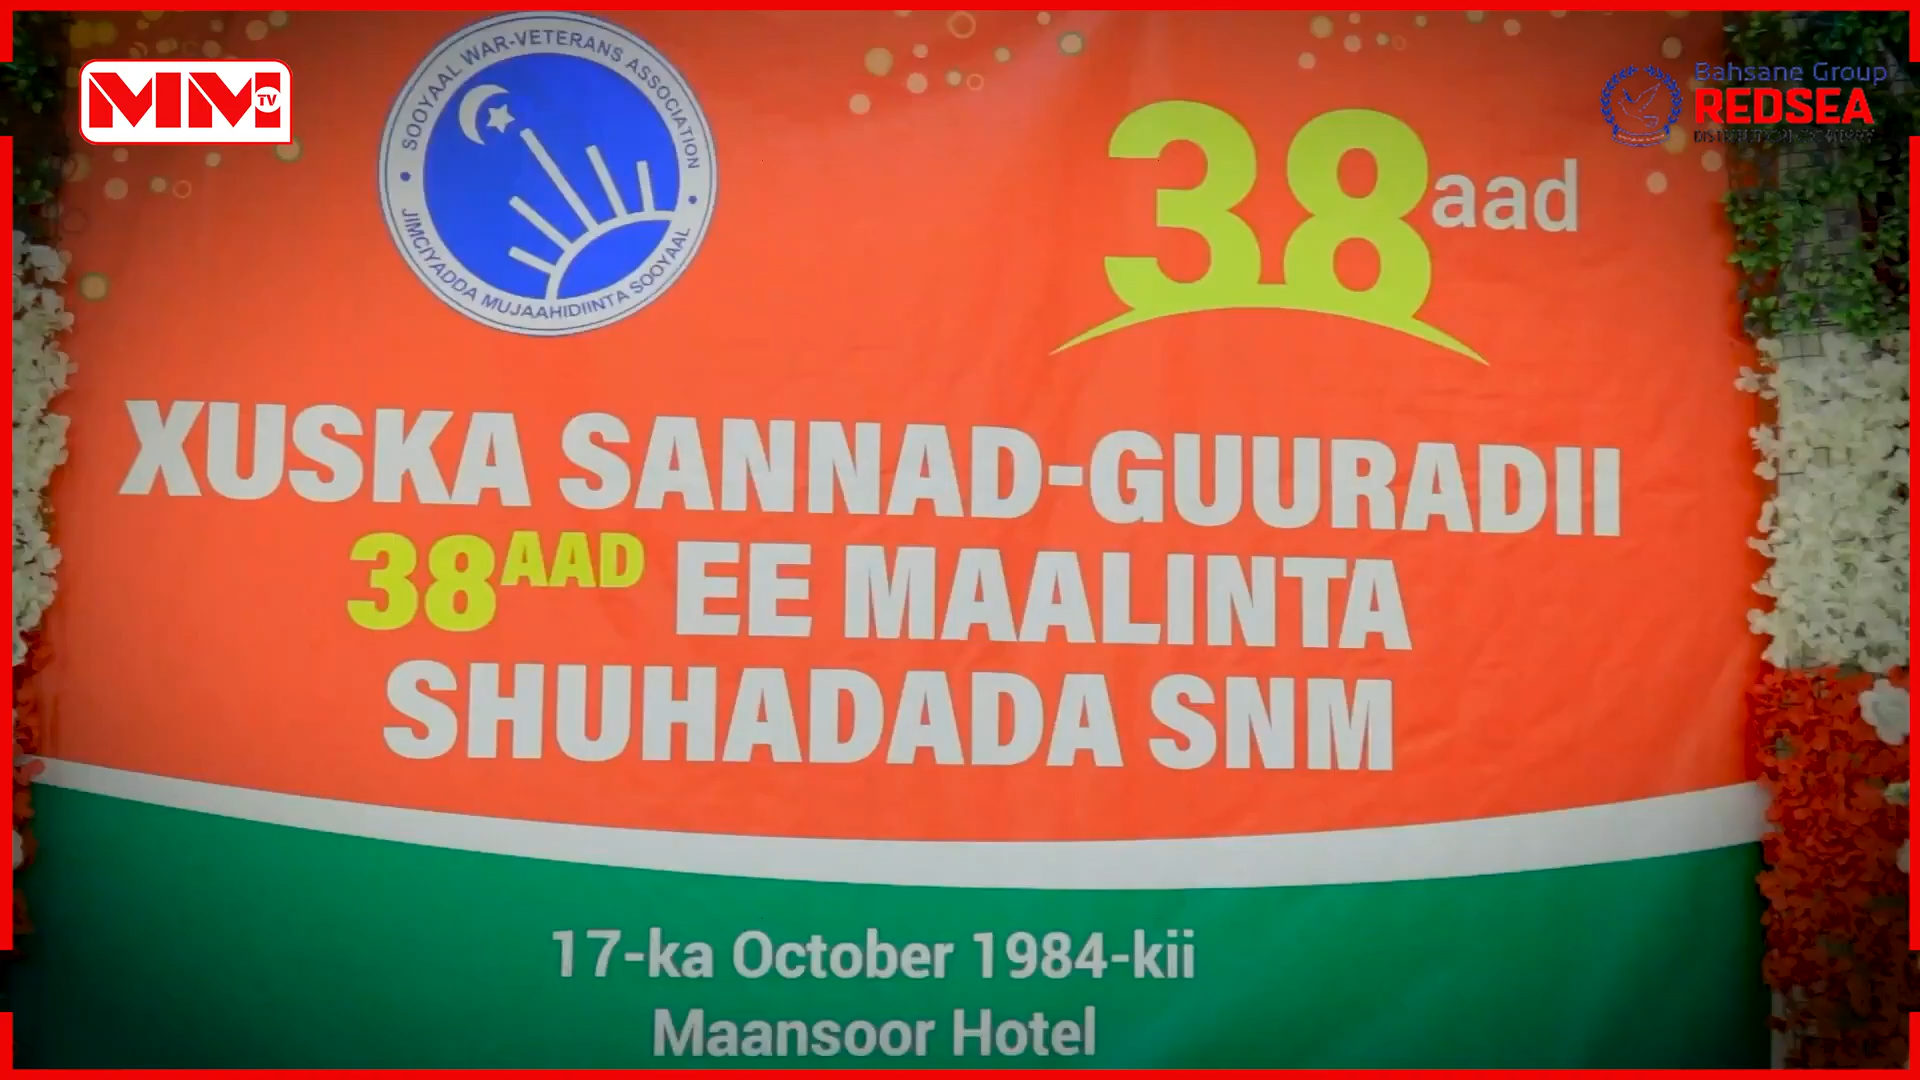 MM TV
SOOYAAL WAR-VETERANS ASSOCIATION
JIMCIYADDA MUJAAHIDIINTA SOOYAAL
Bahsane Group
REDSEA
38aad
XUSKA SANNAD-GUURADII
38AAD EE MAALINTA
SHUHADADA SNM
17-ka October 1984-kii
Maansoor Hotel